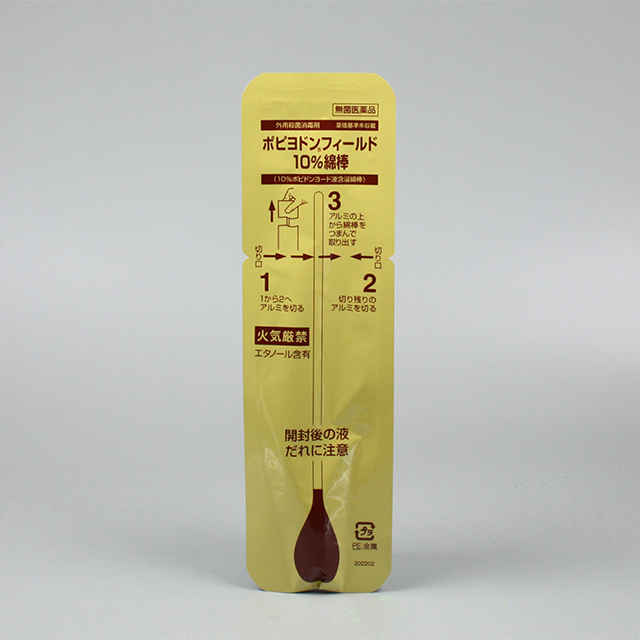 無菌医薬品
外用殺菌消毒剤 薬価基準未収載
ポピヨドンフィールド®
10%綿棒
(10%ポビドンヨード液含浸綿棒)
3
アルミの上
から綿棒を
つまんで
取り出す
切り口
切り口
1
1から2へ
アルミを切る
2
切り残りの
アルミを切る
火気厳禁
エタノール含有
開封後の液
だれに注意
プラ
PE,金属
202202